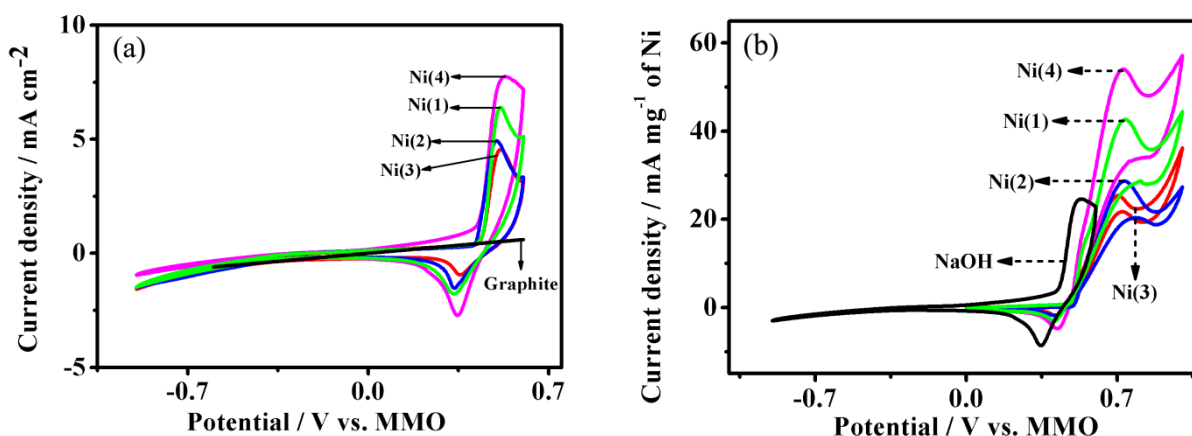 (a)
10
5
0
-5
-0.7
0.0
0.7
Current density / mA cm-2
Potential / V vs. MMO
Ni(4)
Ni(1)
Ni(2)
Ni(3)
Graphite
(b)
60
40
20
0
-0.7
0.0
0.7
Current density / mA mg-1 of Ni
Potential / V vs. MMO
Ni(4)
Ni(1)
Ni(2)
NaOH
Ni(3)